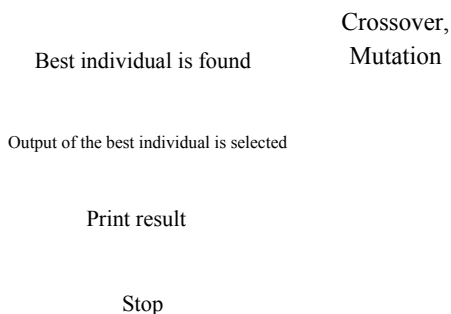 Crossover,
Mutation
Best individual is found
Output of the best individual is selected
Print result
Stop